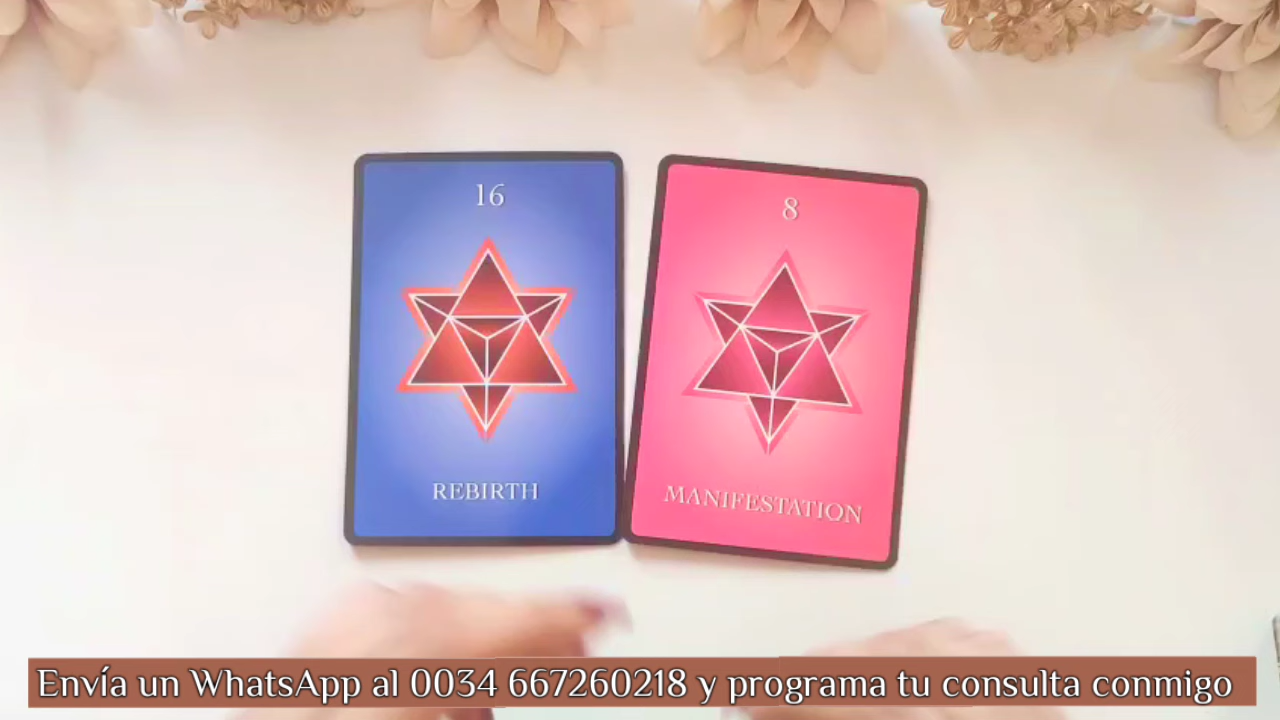 16
REBIRTH
8
MANIFESTATION
Envía un WhatsApp al 0034 667260218 y programa tu consulta conmigo